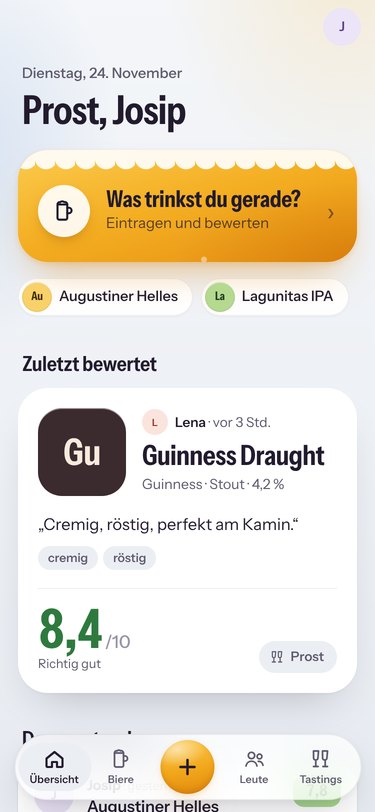 J
Dienstag, 24. November
Prost, Josip
Was trinkst du gerade?
Eintragen und bewerten
Au Augustiner Helles
La Lagunitas IPA
Zuletzt bewertet
Gu
L Lena · vor 3 Std.
Guinness Draught
Guinness · Stout · 4,2 %
„Cremig, röstig, perfekt am Kamin.“
cremig röstig
8,4 /10
Richtig gut
Prost
Josip
7,8
Übersicht Biere Leute Tastings
Augustiner Helles